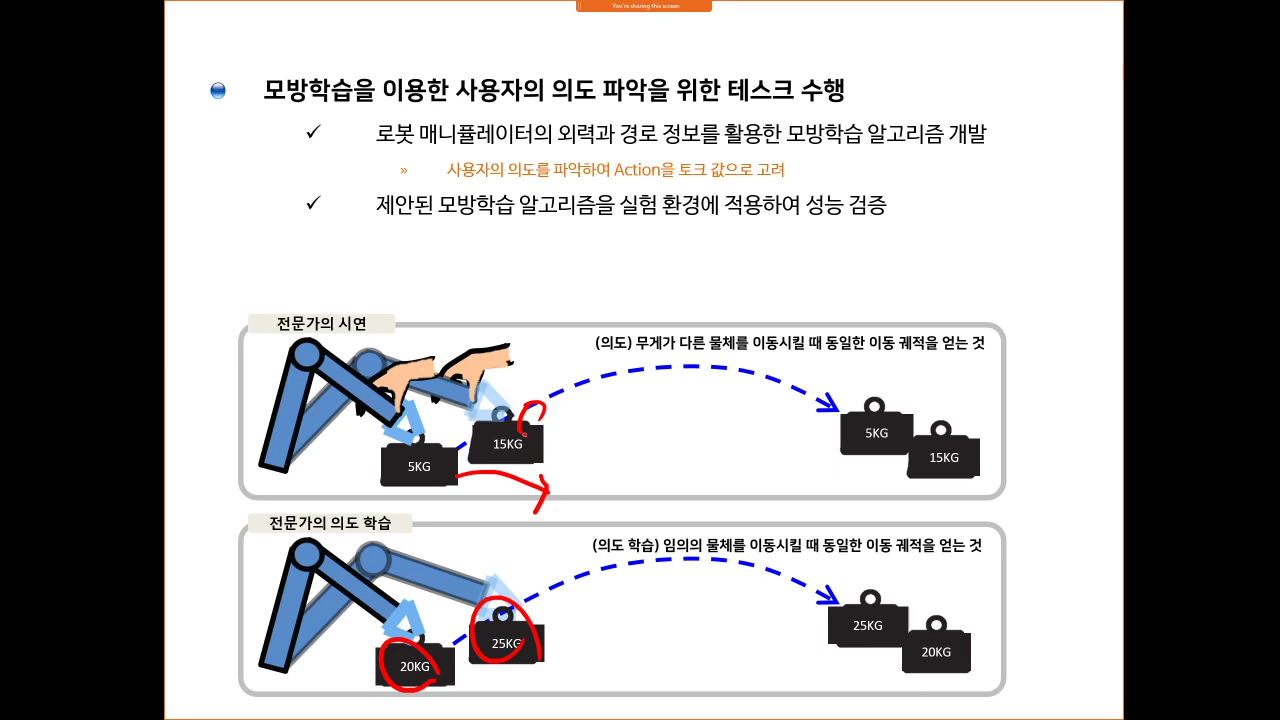 You're sharing this screen
모방학습을 이용한 사용자의 의도 파악을 위한 테스크 수행
✓ 로봇 매니퓰레이터의 외력과 경로 정보를 활용한 모방학습 알고리즘 개발
» 사용자의 의도를 파악하여 Action을 토크 값으로 고려
✓ 제안된 모방학습 알고리즘을 실험 환경에 적용하여 성능 검증
전문가의 시연
(의도) 무게가 다른 물체를 이동시킬 때 동일한 이동 궤적을 얻는 것
5KG
15KG
5KG
15KG
전문가의 의도 학습
(의도 학습) 임의의 물체를 이동시킬 때 동일한 이동 궤적을 얻는 것
20KG
25KG
25KG
20KG